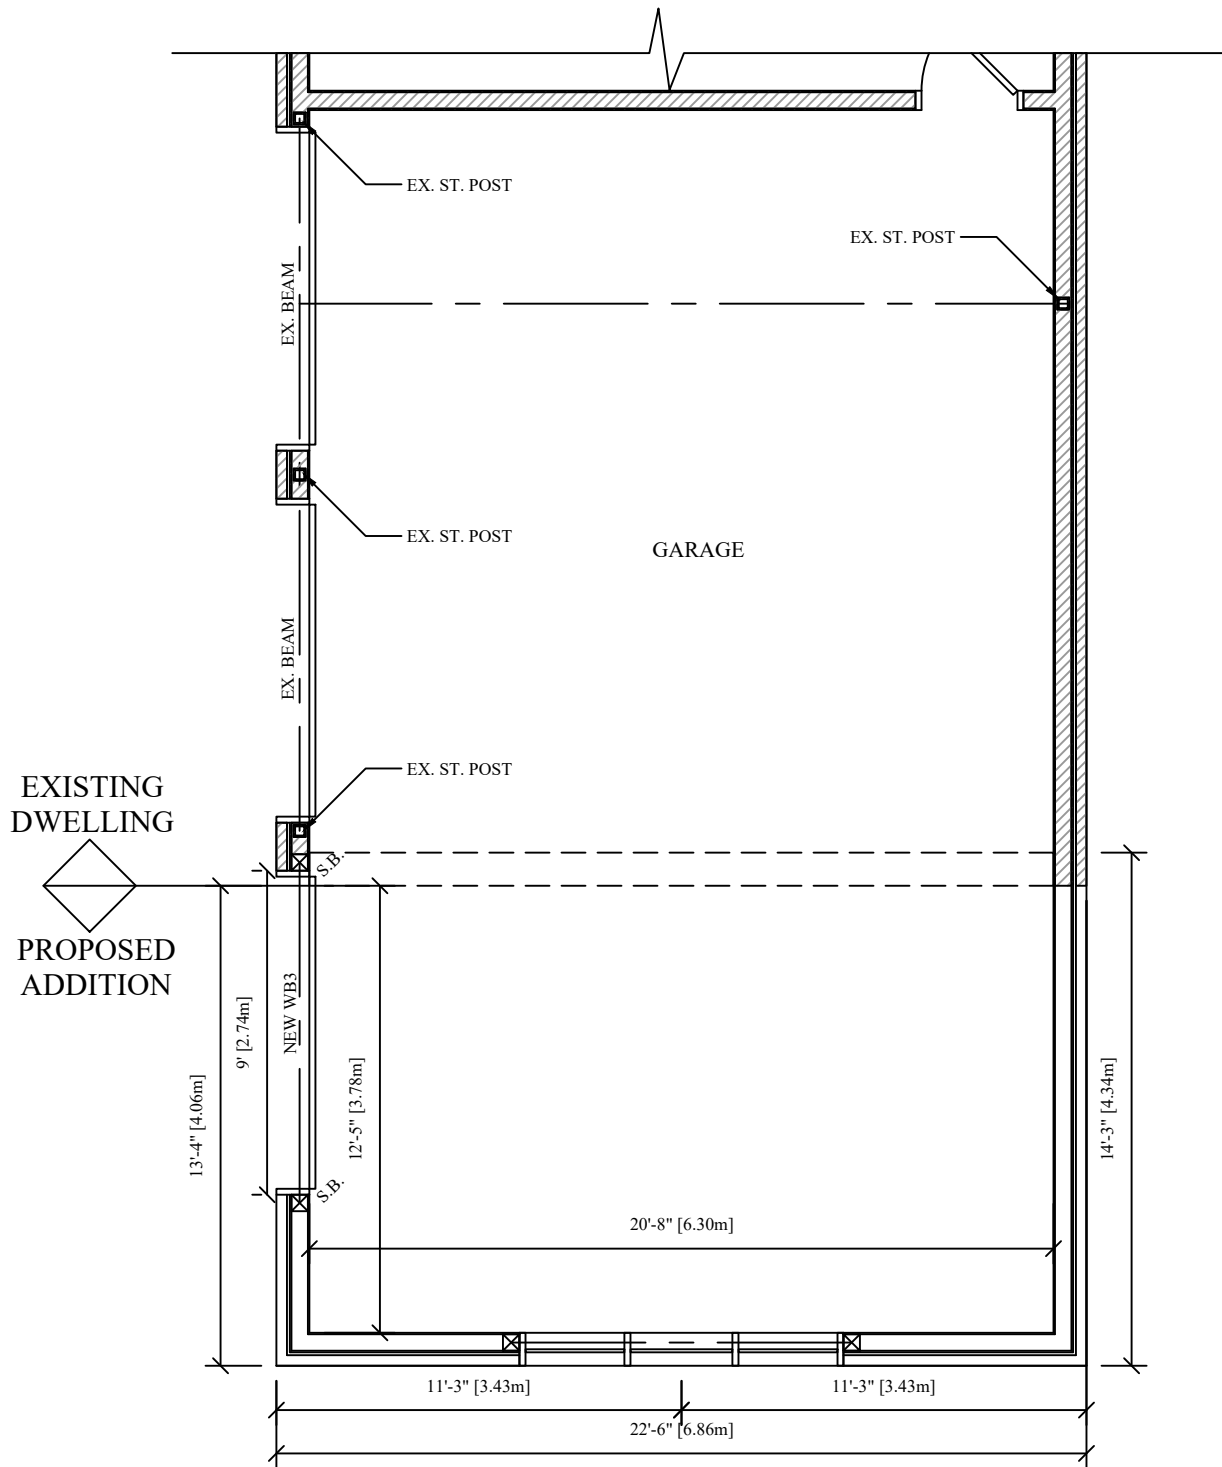 EX. ST. POST
EX. ST. POST
EX. BEAM
EX. ST. POST
GARAGE
EX. BEAM
EX. ST. POST
EXISTING
DWELLING
S.B.
PROPOSED
ADDITION
NEW WB3
9' [2.74m]
13'-4" [4.06m]
12'-5" [3.78m]
14'-3" [4.34m]
S.B.
20'-8" [6.30m]
11'-3" [3.43m]
11'-3" [3.43m]
22'-6" [6.86m]